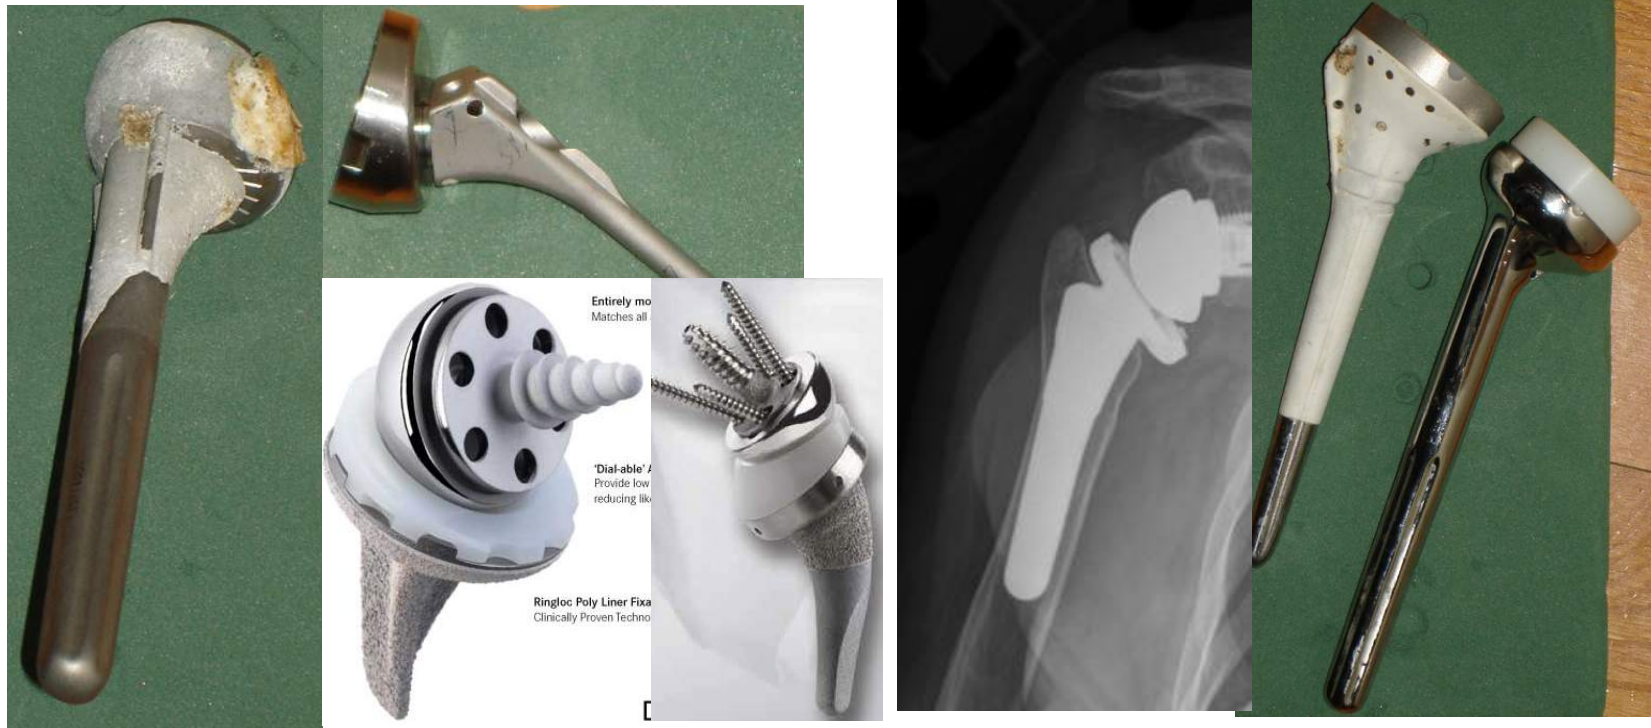 Entirely mo
Matches all
'Dial-able' A
Provide low
reducing lik
Ringloc Poly Liner Fixa
Clinically Proven Techno